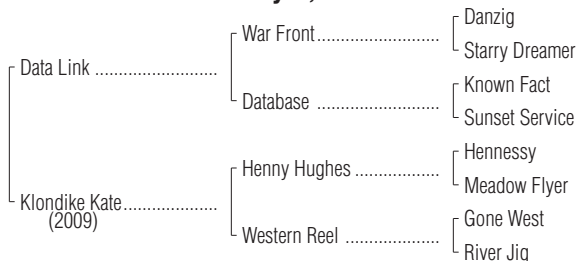 Danzig
War Front..............................
Starry Dreamer
Data Link ..............................
Known Fact
Database ..............................
Sunset Service
Hennessy
Henny Hughes .....................
Meadow Flyer
Klondike Kate.......................
(2009)
Gone West
Western Reel .......................
River Jig